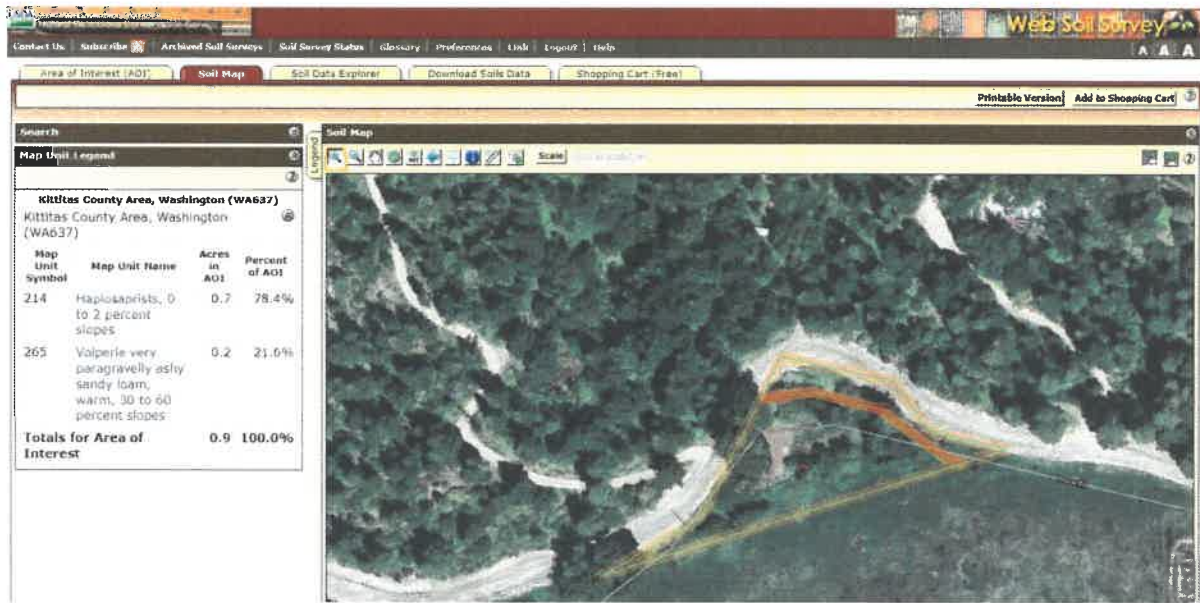 Web Soil Survey
Contact Us Subscribe Archived Soil Surveys Soil Survey Status Glossary Preferences Link Logout Help
A A A
Area of Interest (AOI) Soil Map Soil Data Explorer Download Soils Data Shopping Cart (Free)
Printable Version Add to Shopping Cart
Search
Map Unit Legend
Kittitas County Area, Washington (WA637)
Kittitas County Area, Washington
(WA637)
Map Unit Symbol Map Unit Name Acres in AOI Percent of AOI
214 Haplosaprists, 0 0.7 78.4%
to 2 percent
slopes
265 Volperie very 0.2 21.6%
paragravelly ashy
sandy loam,
warm, 30 to 60
percent slopes
Totals for Area of 0.9 100.0%
Interest
Legend
Soil Map
Scale